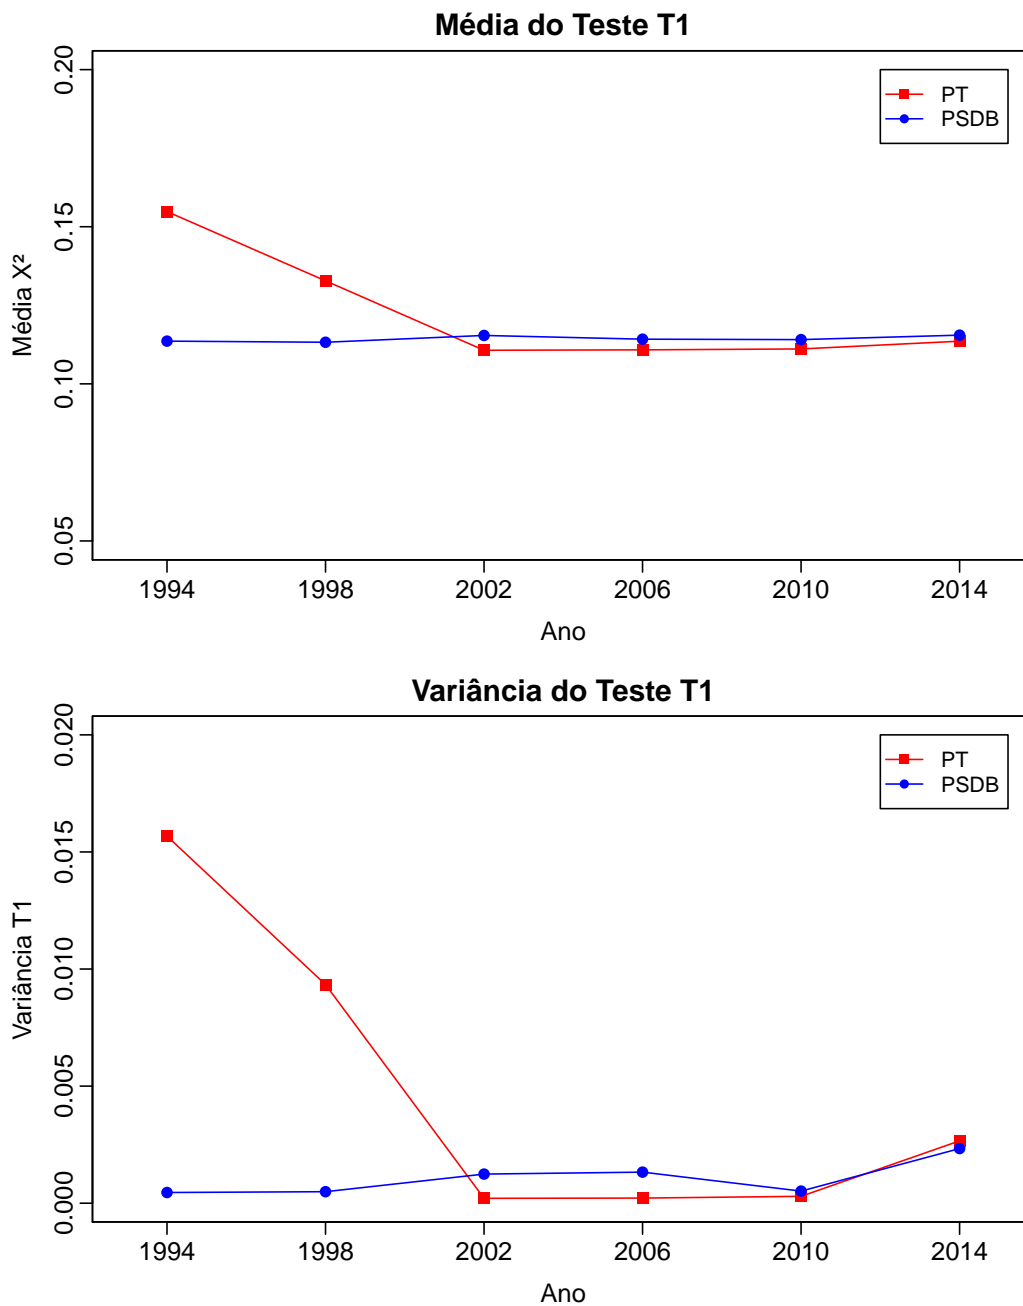 Média do Teste T1
0.20
0.15
0.10
0.05
Média X²
PT
PSDB
1994 1998 2002 2006 2010 2014
Ano
Variância do Teste T1
0.020
0.015
0.010
0.005
0.000
Variância T1
PT
PSDB
1994 1998 2002 2006 2010 2014
Ano